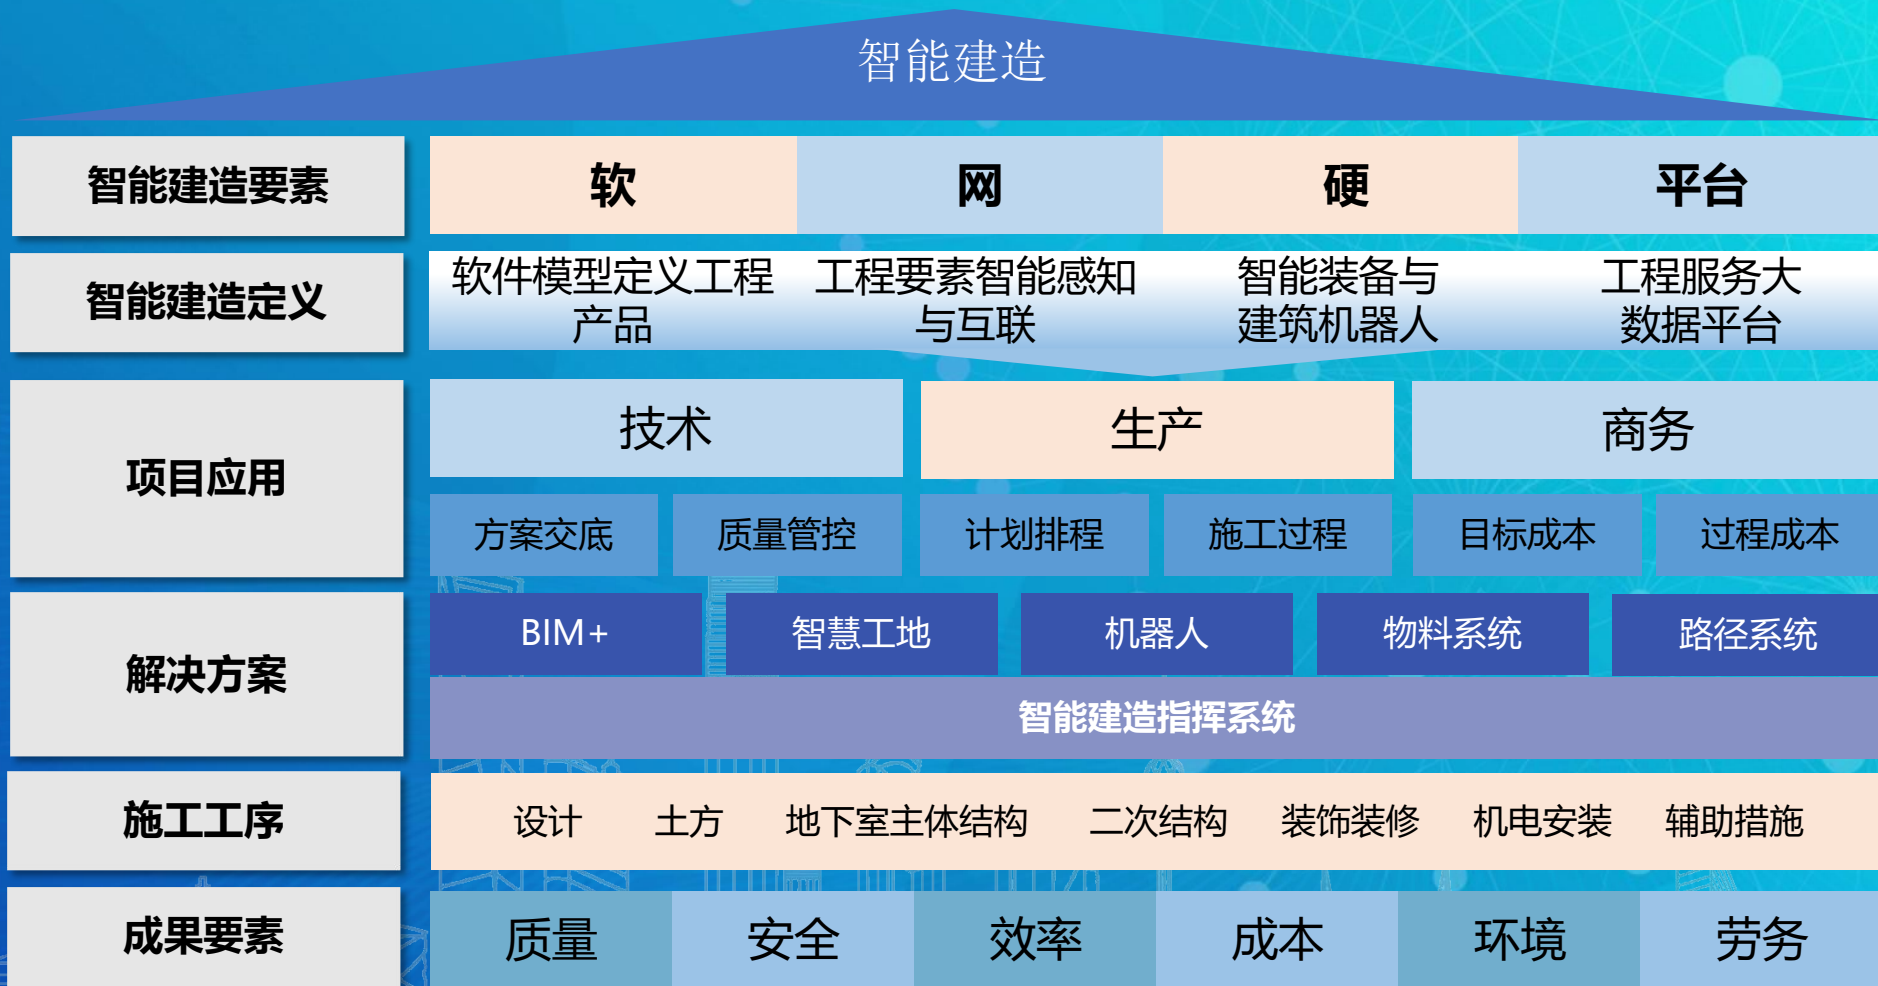 智能建造
智能建造要素
软
网
硬
平台
智能建造定义
软件模型定义工程
产品
工程要素智能感知
与互联
智能装备与
建筑机器人
工程服务大
数据平台
项目应用
技术
生产
商务
方案交底
质量管控
计划排程
施工过程
目标成本
过程成本
解决方案
BIM+
智慧工地
机器人
物料系统
路径系统
智能建造指挥系统
施工工序
设计
土方
地下室主体结构
二次结构
装饰装修
机电安装
辅助措施
成果要素
质量
安全
效率
成本
环境
劳务